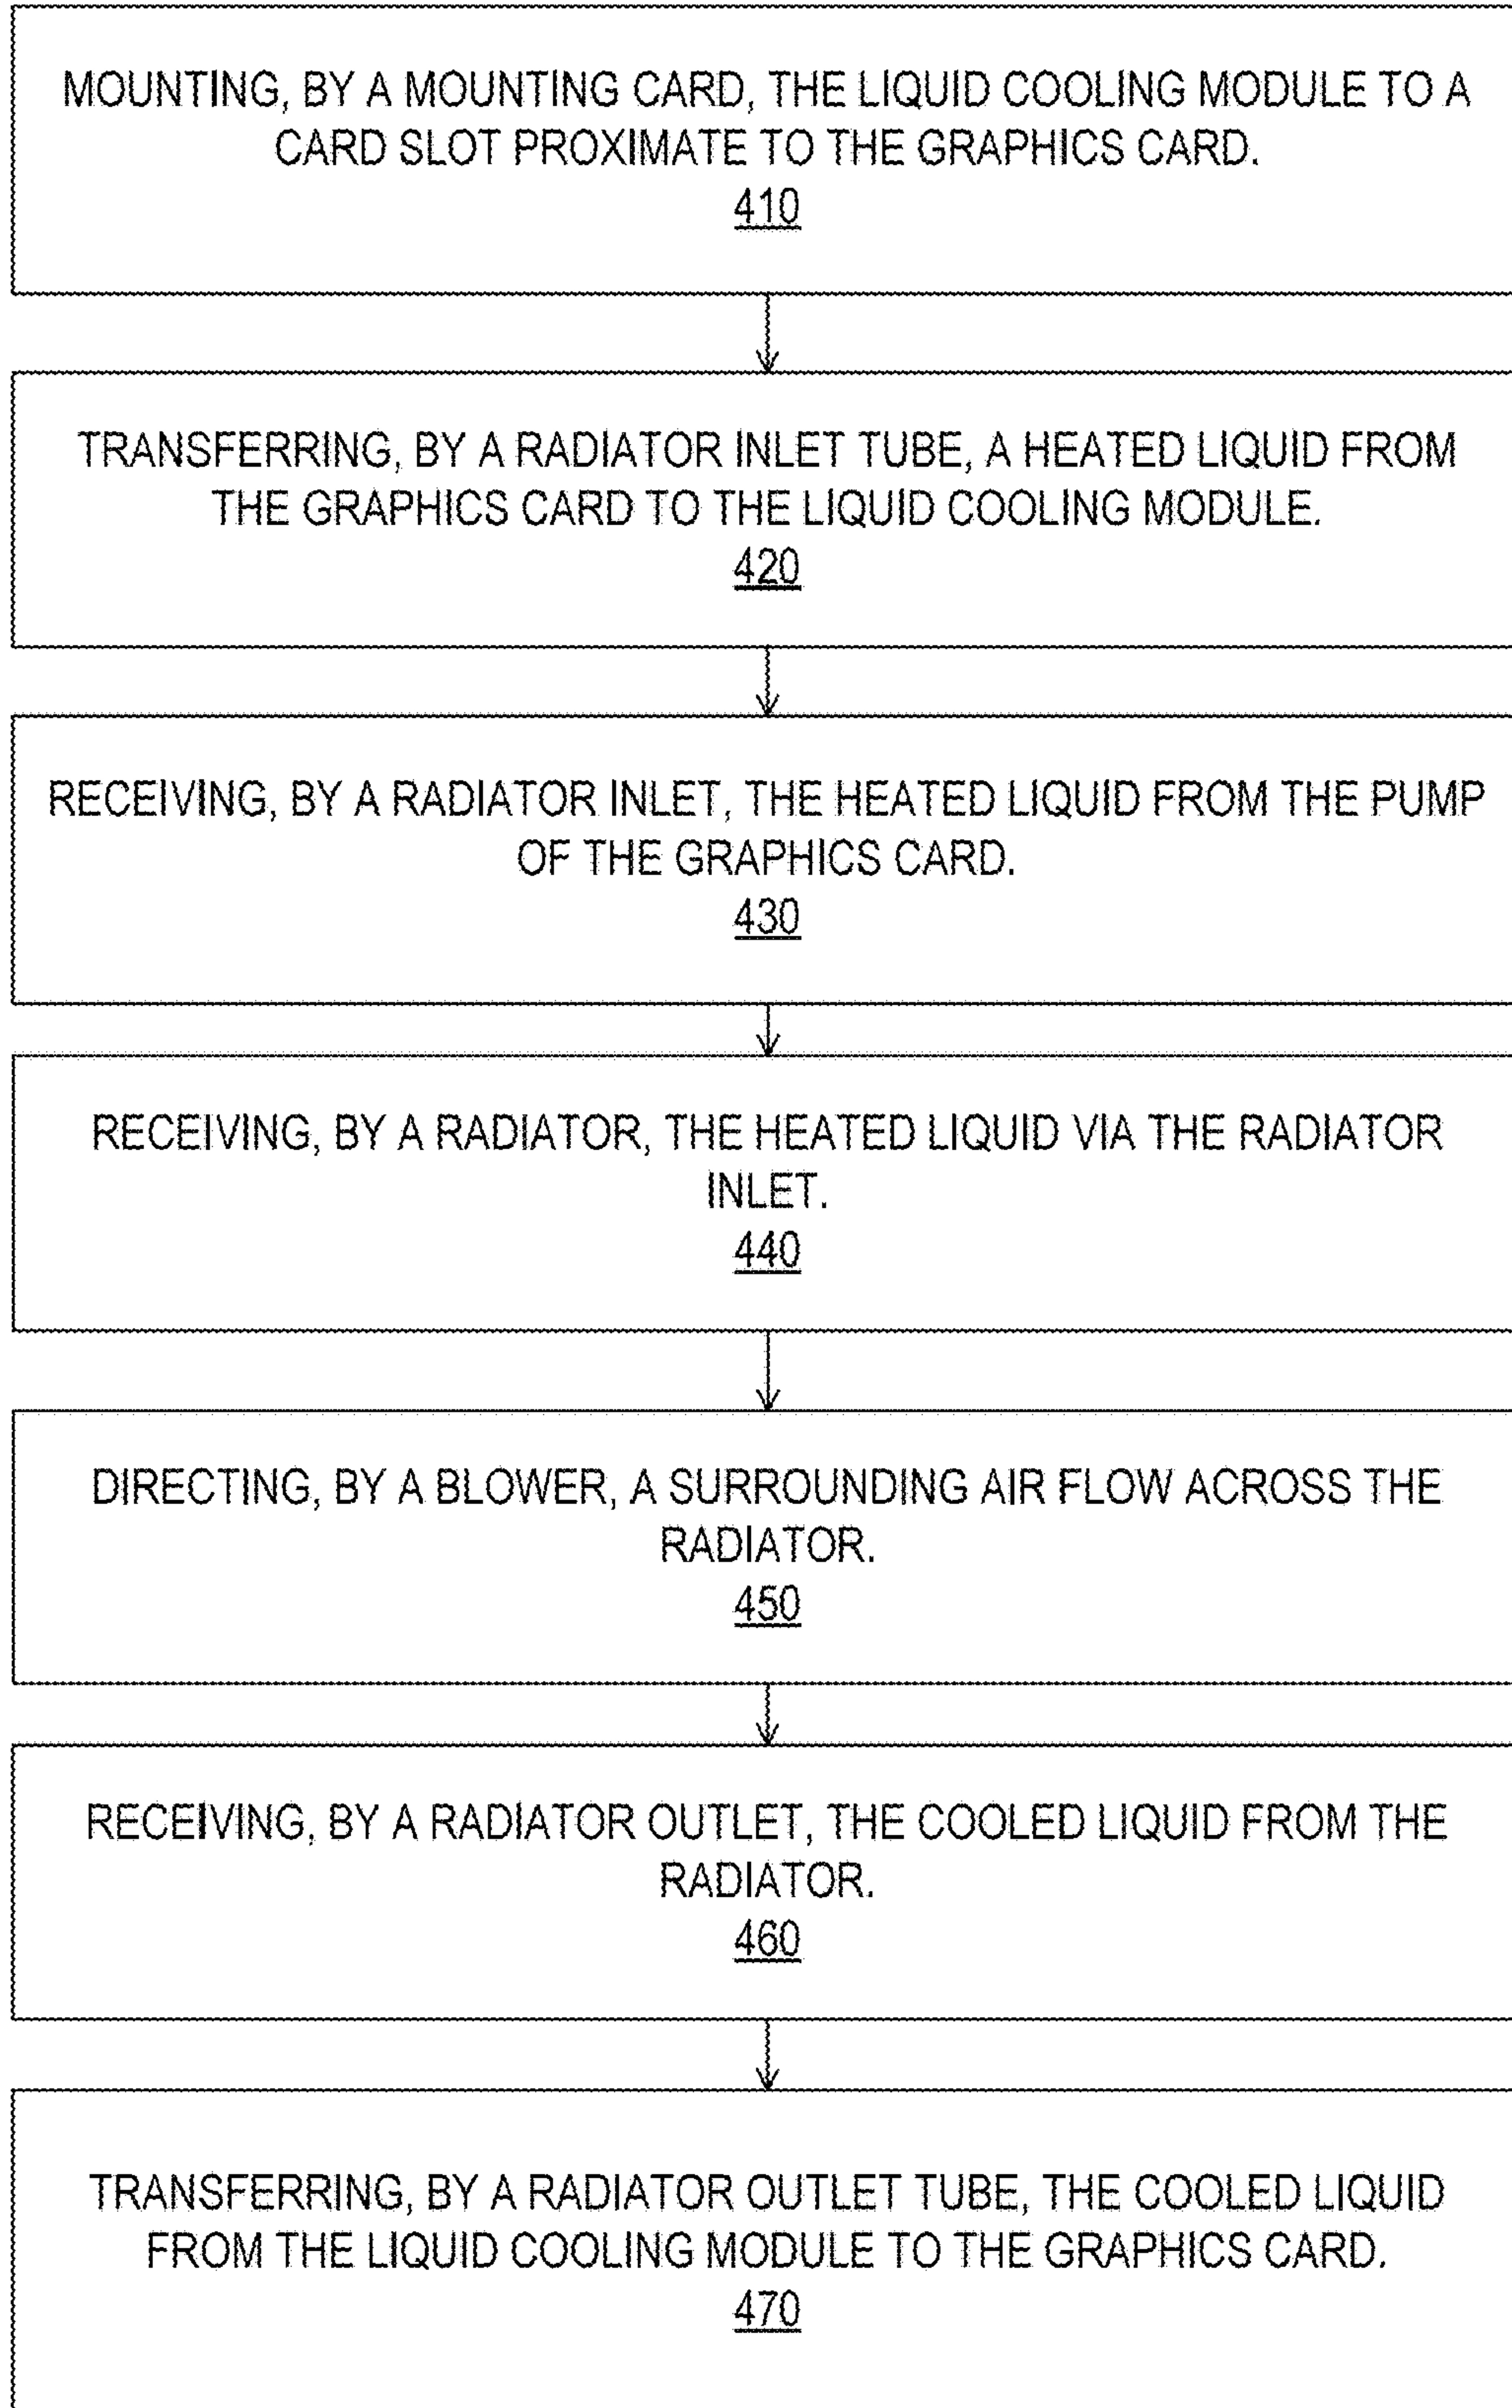 MOUNTING, BY A MOUNTING CARD, THE LIQUID COOLING MODULE TO A
CARD SLOT PROXIMATE TO THE GRAPHICS CARD.
410
TRANSFERRING, BY A RADIATOR INLET TUBE, A HEATED LIQUID FROM
THE GRAPHICS CARD TO THE LIQUID COOLING MODULE.
420
RECEIVING, BY A RADIATOR INLET, THE HEATED LIQUID FROM THE PUMP
OF THE GRAPHICS CARD.
430
RECEIVING, BY A RADIATOR, THE HEATED LIQUID VIA THE RADIATOR
INLET.
440
DIRECTING, BY A BLOWER, A SURROUNDING AIR FLOW ACROSS THE
RADIATOR.
450
RECEIVING, BY A RADIATOR OUTLET, THE COOLED LIQUID FROM THE
RADIATOR.
460
TRANSFERRING, BY A RADIATOR OUTLET TUBE, THE COOLED LIQUID
FROM THE LIQUID COOLING MODULE TO THE GRAPHICS CARD.
470